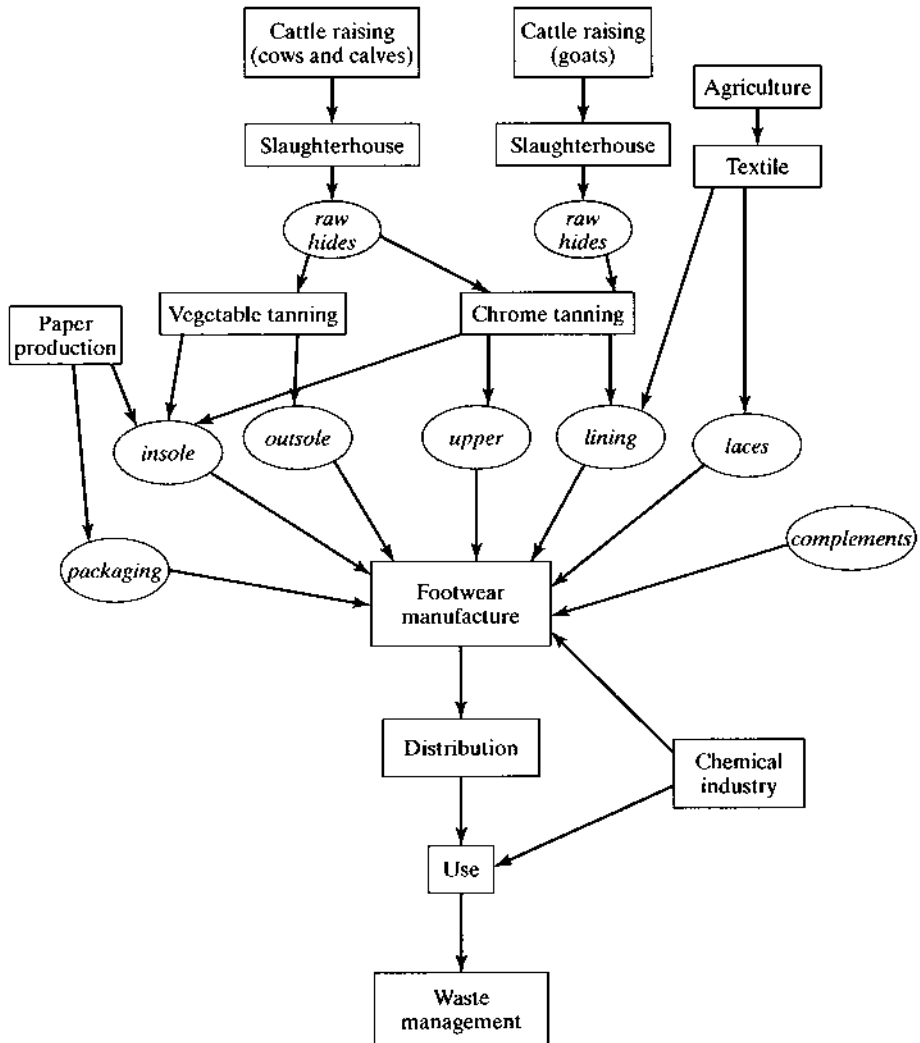 Cattle raising
(cows and calves)
Cattle raising
(goats)
Agriculture
Slaughterhouse
Slaughterhouse
Textile
raw
hides
raw
hides
Paper
production
Vegetable tanning
Chrome tanning
insole
outsole
upper
lining
laces
packaging
complements
Footwear
manufacture
Distribution
Chemical
industry
Use
Waste
management